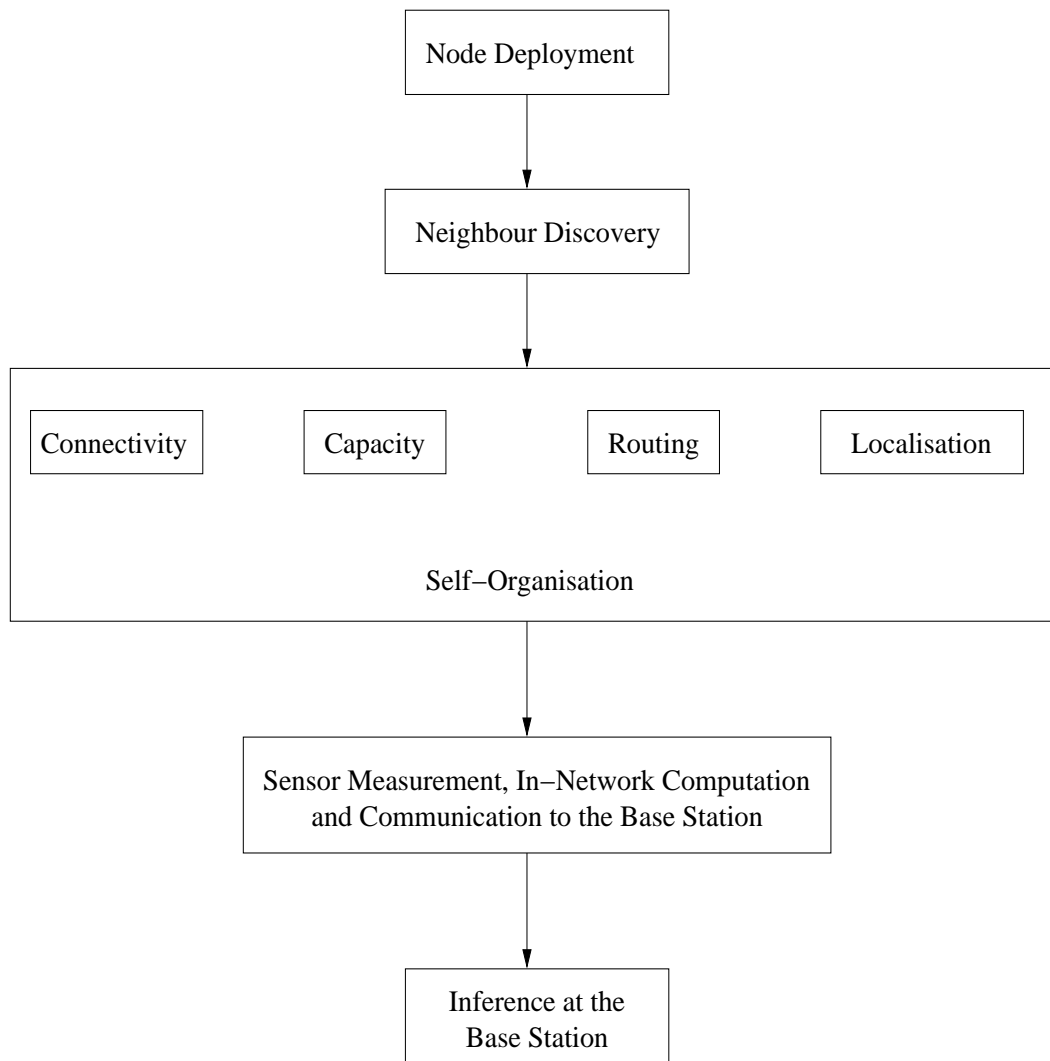 Node Deployment
Neighbour Discovery
Connectivity
Capacity
Routing
Localisation
Self−Organisation
Sensor Measurement, In−Network Computation
and Communication to the Base Station
Inference at the
Base Station